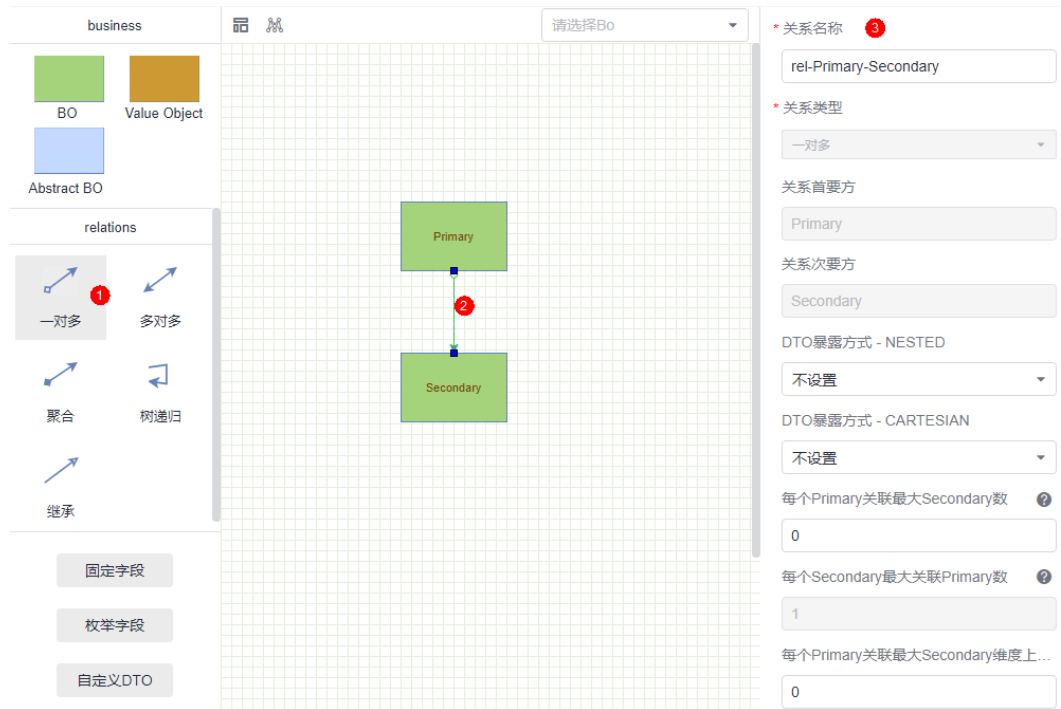 business
BO
Value Object
Abstract BO
relations
一对多
1
多对多
聚合
树递归
继承
固定字段
枚举字段
自定义DTO
请选择Bo
Primary
2
Secondary
* 关系名称
3
rel-Primary-Secondary
* 关系类型
一对多
关系首要方
Primary
关系次要方
Secondary
DTO暴露方式 - NESTED
不设置
DTO暴露方式 - CARTESIAN
不设置
每个Primary关联最大Secondary数 ?
0
每个Secondary最大关联Primary数 ?
1
每个Primary关联最大Secondary维度上…
0